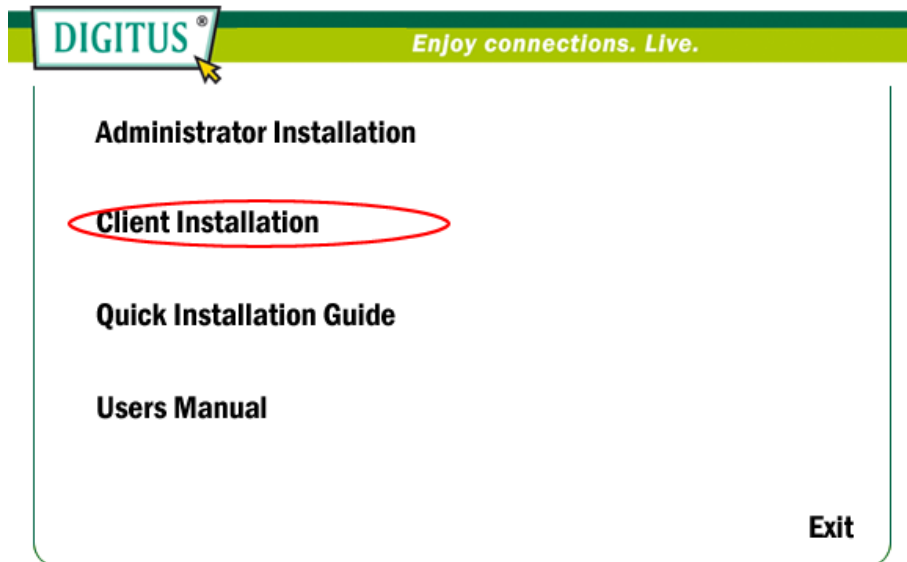 DIGITUS®
Enjoy connections. Live.
Administrator Installation
Client Installation
Quick Installation Guide
Users Manual
Exit